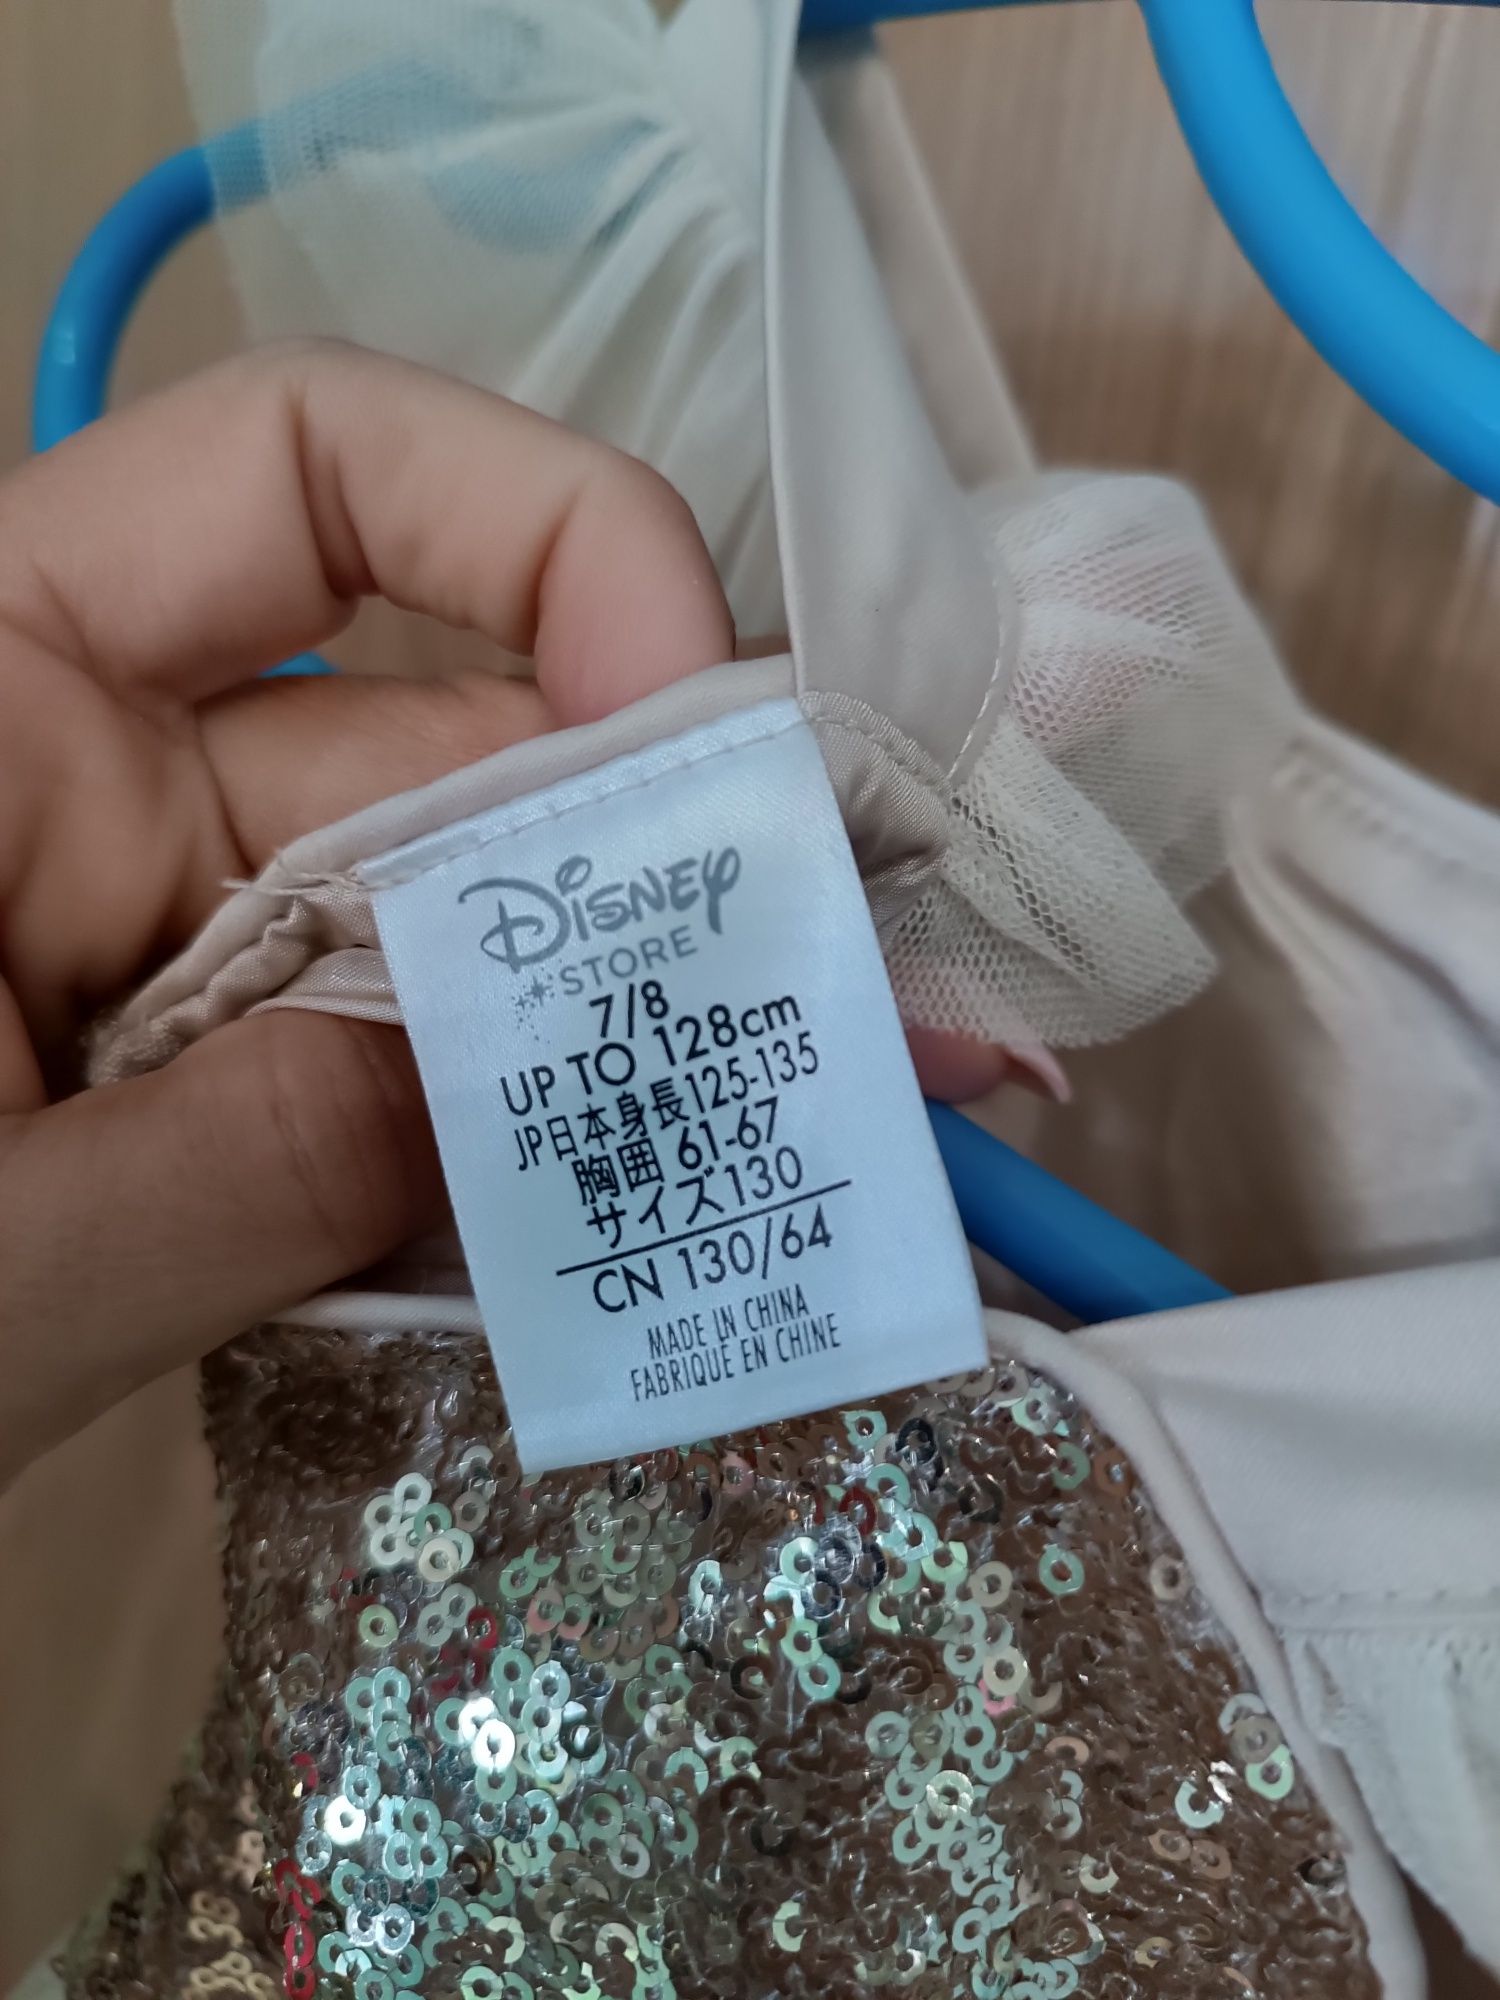 Disney
STORE
7/8
UP TO 128cm
JP日本身長125-135
胸囲 61-67
サイズ130
CN 130/64
MADE IN CHINA
FABRIQUÉ EN CHINE